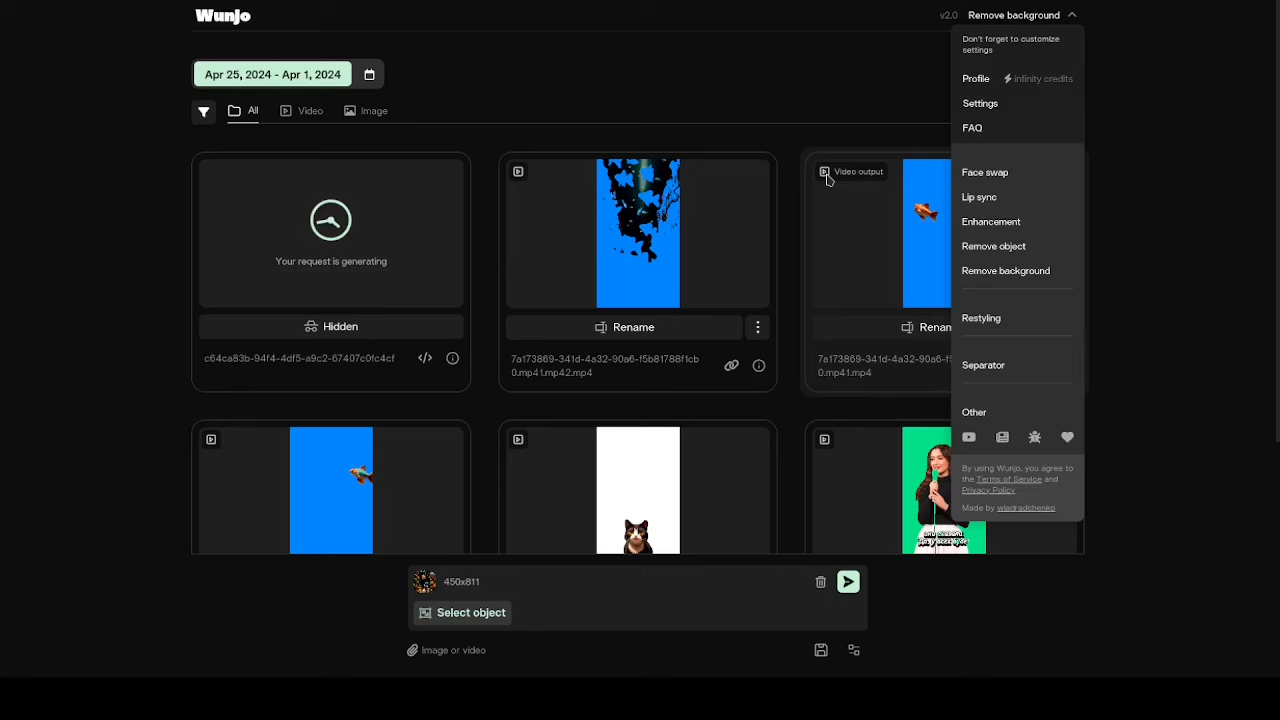 Wunjo
v2.0 Remove background
Don't forget to customize
settings
Profile infinity credits
Settings
FAQ
Apr 25, 2024 - Apr 1, 2024
All Video Image
Your request is generating
Hidden
c64ca83b-94f4-4df5-a9c2-67407c0fc4cf
Rename
7a173869-341d-4a32-90a6-f5b81788f1cb
0.mp41.mp42.mp4
Video output
Renam
7a173869-341d-4a32-90a6-f5
0.mp41.mp4
Face swap
Lip sync
Enhancement
Remove object
Remove background
Restyling
Separator
Other
By using Wunjo, you agree to
the Terms of Service and
Privacy Policy
Made by wladradchenko
450x811
Select object
Image or video